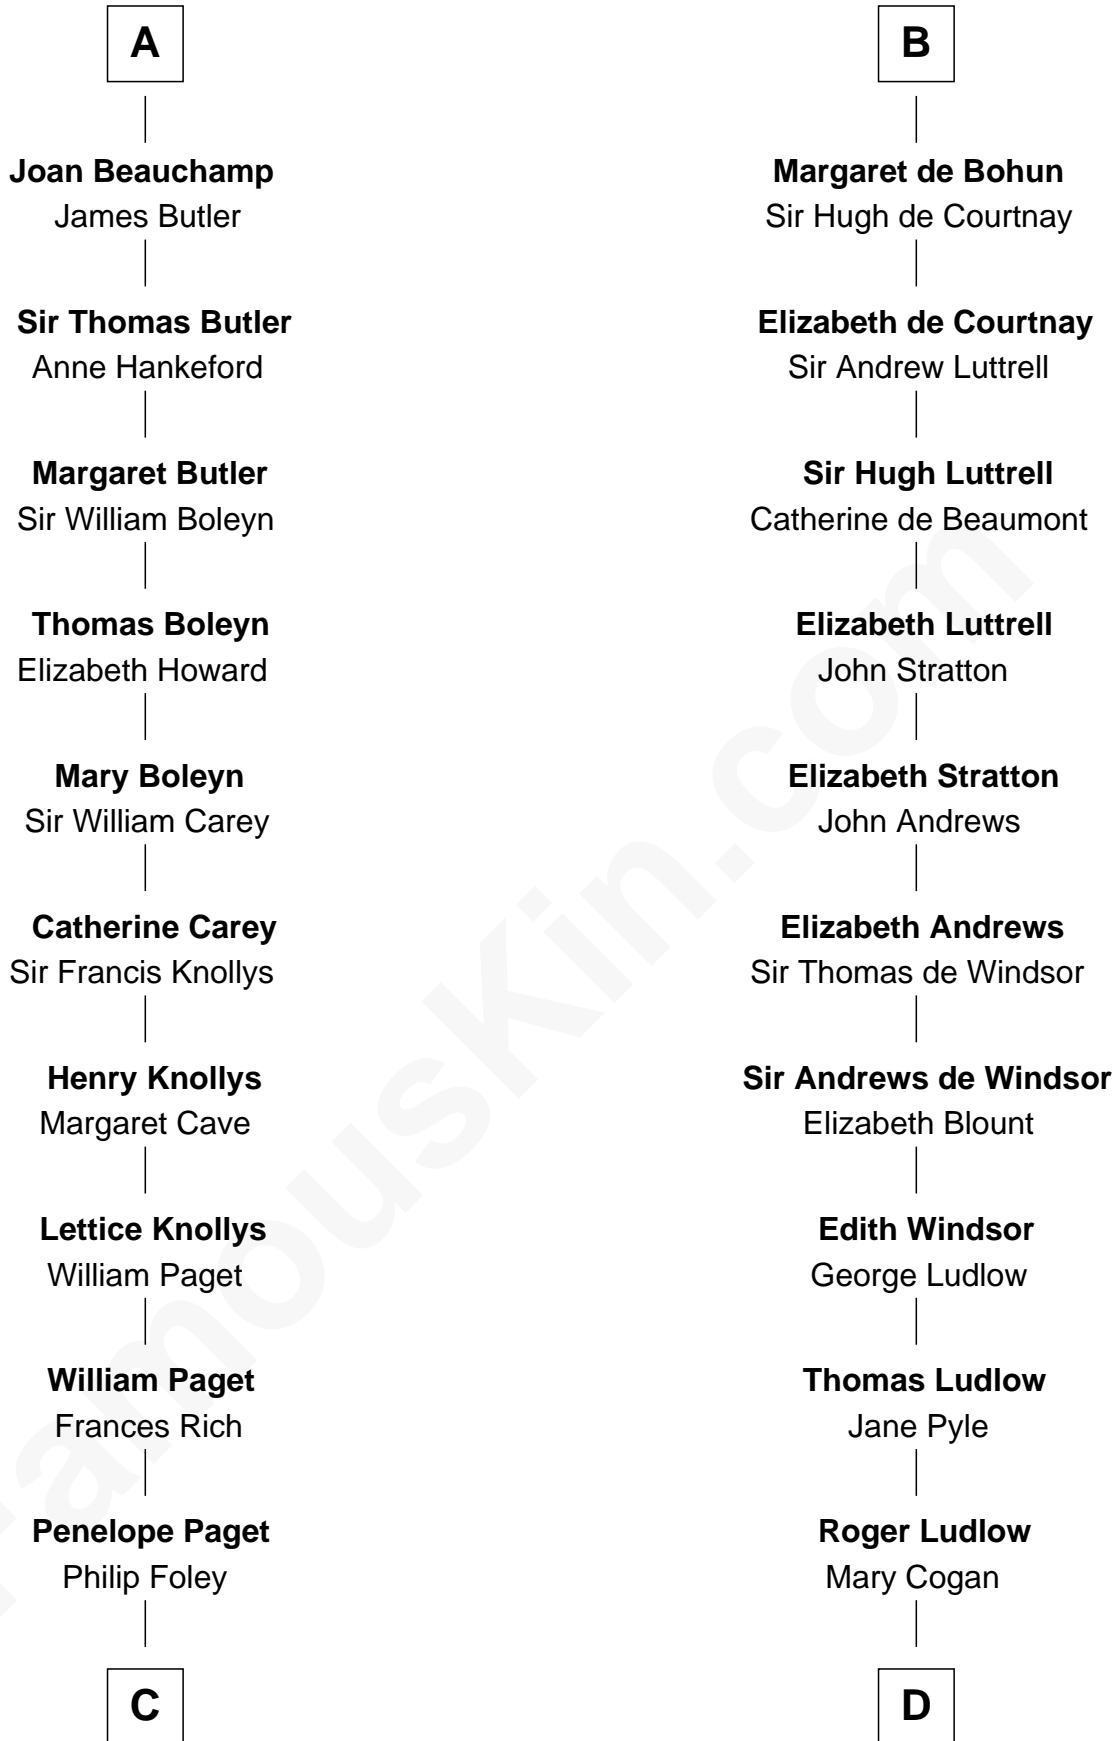 A
Joan Beauchamp
James Butler
Sir Thomas Butler
Anne Hankeford
Margaret Butler
Sir William Boleyn
Thomas Boleyn
Elizabeth Howard
Mary Boleyn
Sir William Carey
Catherine Carey
Sir Francis Knollys
Henry Knollys
Margaret Cave
Lettice Knollys
William Paget
William Paget
Frances Rich
Penelope Paget
Philip Foley
C
B
Margaret de Bohun
Sir Hugh de Courtnay
Elizabeth de Courtnay
Sir Andrew Luttrell
Sir Hugh Luttrell
Catherine de Beaumont
Elizabeth Luttrell
John Stratton
Elizabeth Stratton
John Andrews
Elizabeth Andrews
Sir Thomas de Windsor
Sir Andrews de Windsor
Elizabeth Blount
Edith Windsor
George Ludlow
Thomas Ludlow
Jane Pyle
Roger Ludlow
Mary Cogan
D
FamousKin.com